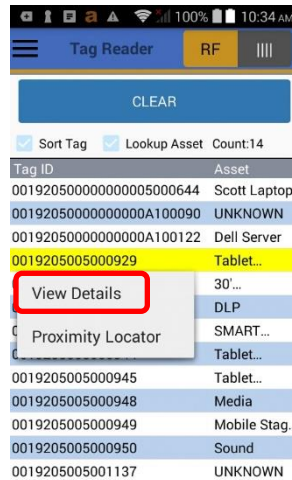 100% 10:34 AM
Tag Reader RF
CLEAR
Sort Tag Lookup Asset Count:14
Tag ID Asset
001920500000000005000644 Scott Laptop
00192050000000000A100090 UNKNOWN
00192050000000000A100122 Dell Server
0019205005000929 Tablet...
View Details 30'...
DLP
Proximity Locator SMART...
Tablet...
0019205005000945 Tablet...
0019205005000948 Media
0019205005000949 Mobile Stag.
0019205005000950 Sound
0019205005001137 UNKNOWN